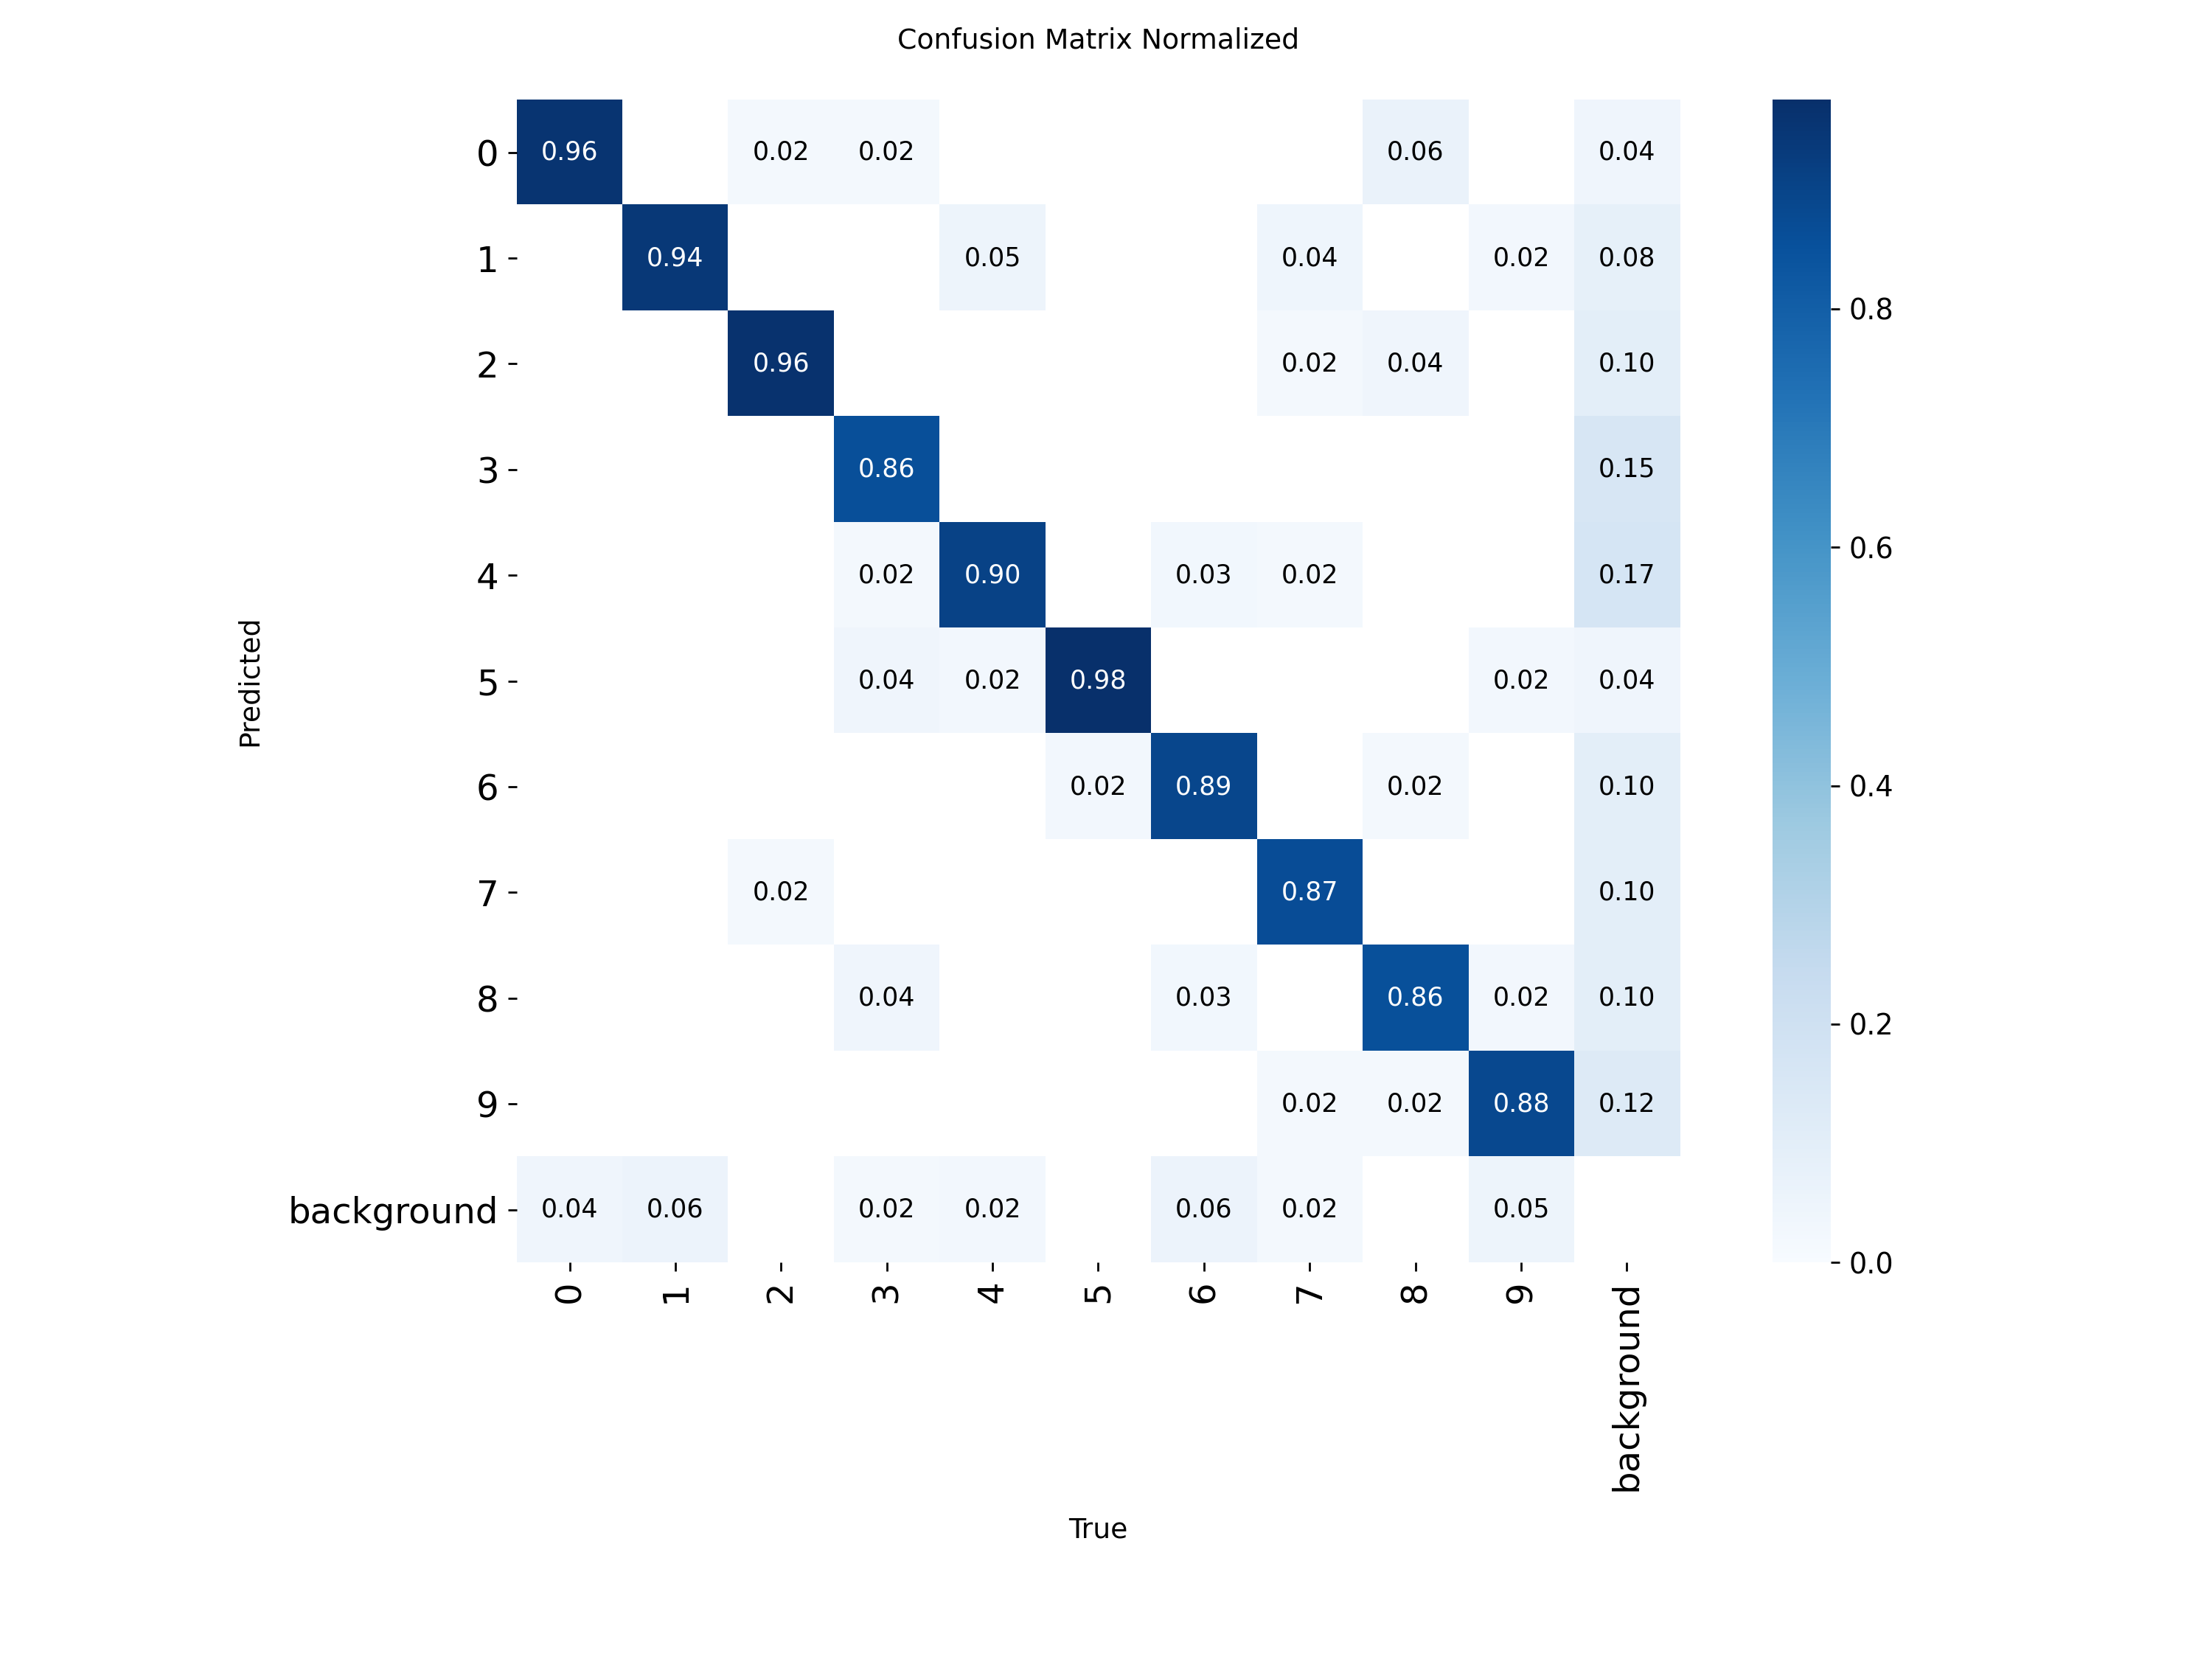 Confusion Matrix Normalized
0 0.96 0.02 0.02 0.06 0.04
1 0.94 0.05 0.04 0.02 0.08
0.8
2 0.96 0.02 0.04 0.10
3 0.86 0.15
0.6
4 0.02 0.90 0.03 0.02 0.17
Predicted
5 0.04 0.02 0.98 0.02 0.04
6 0.02 0.89 0.02 0.10
0.4
7 0.02 0.87 0.10
8 0.04 0.03 0.86 0.02 0.10
0.2
9 0.02 0.02 0.88 0.12
background 0.04 0.06 0.02 0.02 0.06 0.02 0.05
0.0
0 1 2 3 4 5 6 7 8 9 background
True